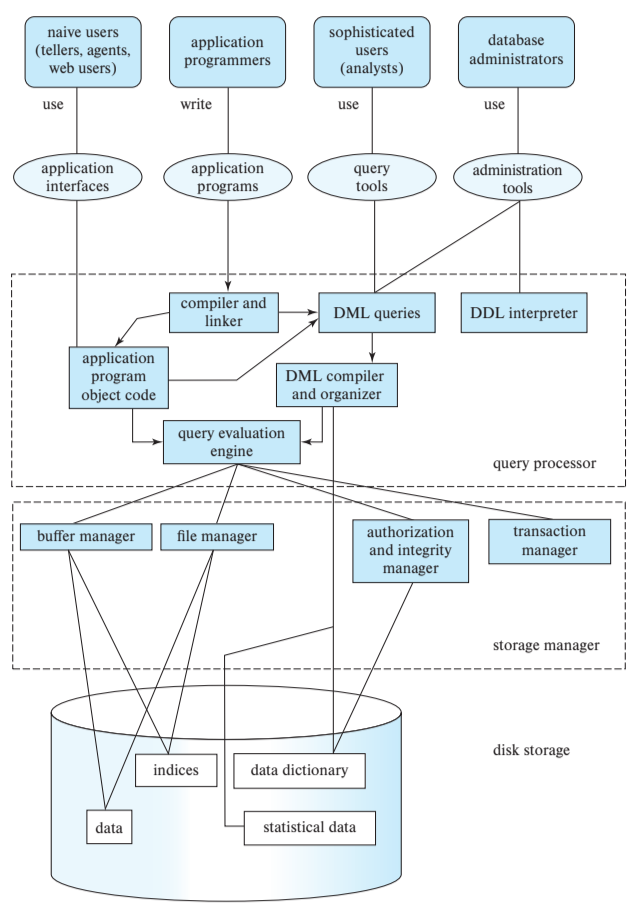 naive users
(tellers, agents,
web users)
application
programmers
sophisticated
users
(analysts)
database
administrators
use
write
use
use
application
interfaces
application
programs
query
tools
administration
tools
compiler and
linker
DML queries
DDL interpreter
application
program
object code
DML compiler
and organizer
query evaluation
engine
query processor
buffer manager
file manager
authorization
and integrity
manager
transaction
manager
storage manager
disk storage
indices
data dictionary
data
statistical data